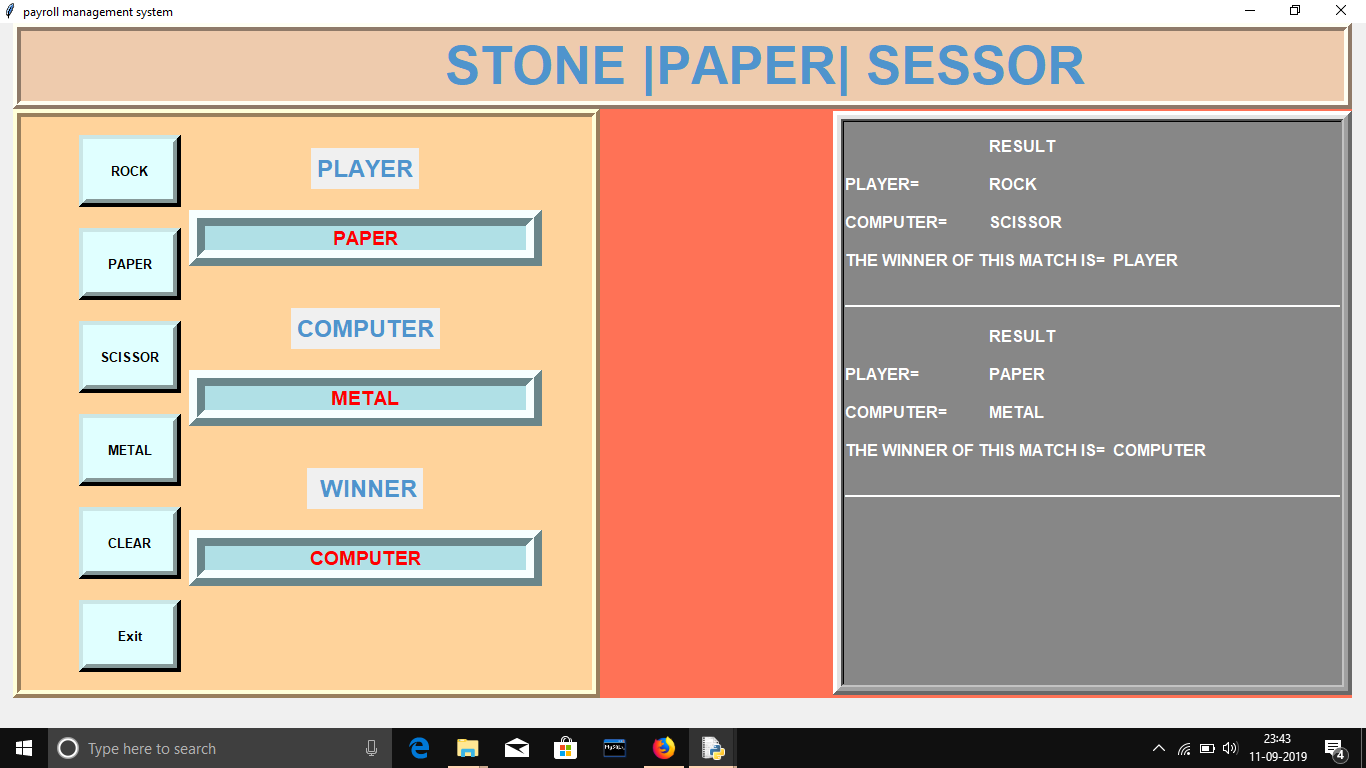 payroll management system
STONE |PAPER| SESSOR
ROCK
PAPER
SCISSOR
METAL
CLEAR
Exit
PLAYER
PAPER
COMPUTER
METAL
WINNER
COMPUTER
RESULT
PLAYER= ROCK
COMPUTER= SCISSOR
THE WINNER OF THIS MATCH IS= PLAYER
RESULT
PLAYER= PAPER
COMPUTER= METAL
THE WINNER OF THIS MATCH IS= COMPUTER
Type here to search
MySQL
23:43
11-09-2019
4